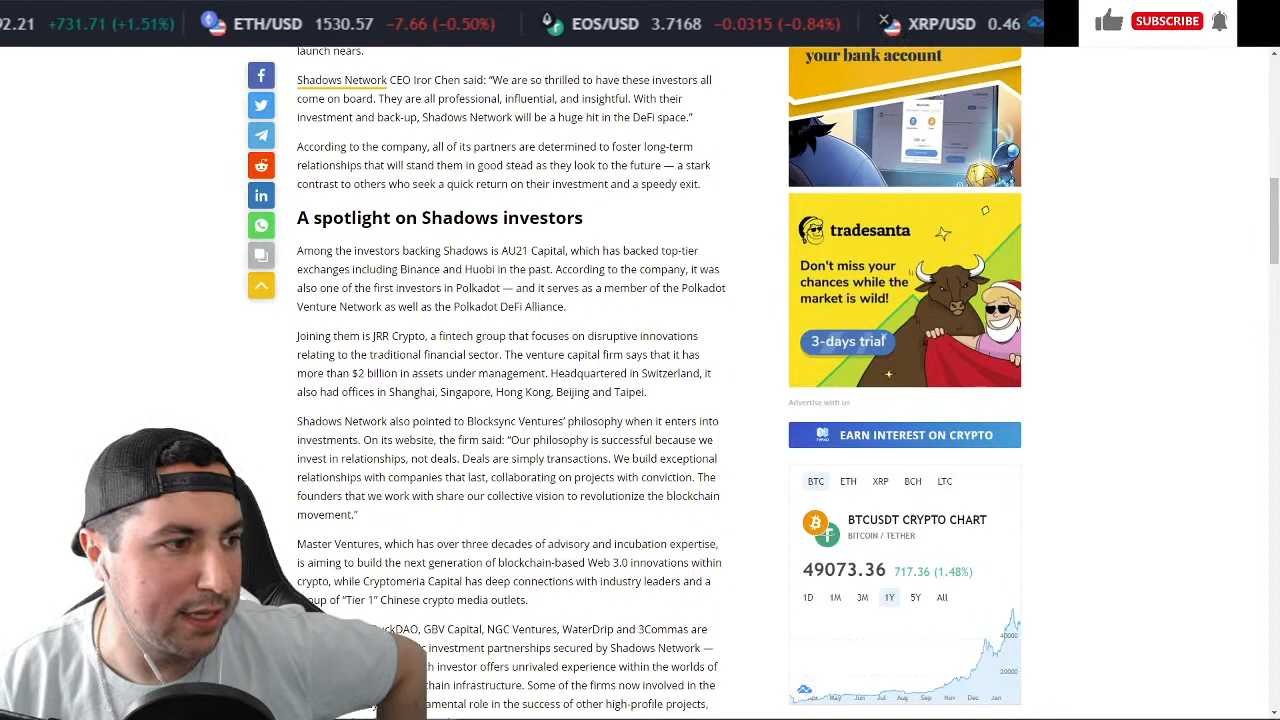 92.21 +731.71 (+1.51%) ETH/USD 1530.57 -7.66 (-0.50%) EOS/USD 3.7168 -0.0315 (-0.84%) XRP/USD 0.46
SUBSCRIBE
launch nears.
Shadows Network CEO Iror Chen said: “We are so thrilled to have these investors all
come on board. They are all professional, influential, and insightful. With their
investment and back-up, Shadows Network will be a huge hit in the DeFi space.”
According to the company, all of its partners are determined to foster long-term
relationships that will stand them in good stead as they look to the future — a stark
contrast to others who seek a quick return on their investment and a speedy exit.
A spotlight on Shadows investors
Among the investors backing Shadows is AU21 Capital, which has backed top-tier
exchanges including Binance and Huobi in the past. According to the company, it was
also one of the first investors in Polkadot — and it serves as a member of the Polkadot
Venture Network as well as the Polkadot DeFi Alliance.
Joining them is JRR Crypto, a fintech group that focuses on disruptive innovations
relating to the traditional financial sector. The venture capital firm says that it has
more than $2 billion in assets under management. Headquartered in Switzerland, it
also had offices in Shanghai, Singapore, Hong Kong, Beijing and Taipei.
Shadows Network also pointed to Blocksync Ventures’ philosophy when it enters into
investments. On its website, the firm said: “Our philosophy is successful because we
invest in relationships, not deals. Deals are simply transactions. We build exceptional
relationships with companies that last, collaborating on projects with conviction. The
founders that we work with share our collective vision to revolutionize the blockchain
movement.”
Master Ventures, which has over three decades of advisory and incubation expertise,
is aiming to build the next generation of blockchain-based Web 3.0 innovations within
crypto, while Cryptomeria Capital has deep connections with industry leaders and a
group of “Tier 1” Chinese crypto media outlets.
DuckDAO, GBV Capital, NGC Ventures, WaterDrip and 3Commas are
investment partnerships formed by Shadows Network —
investor offers unrivaled experience within the worlds of
infrastructure. Some of the firms now involved in the
role in the success of other high-profile projects,
your bank account
tradesanta
Don't miss your
chances while the
market is wild!
3-days trial
Advertise with us
nexo EARN INTEREST ON CRYPTO
BTC ETH XRP BCH LTC
BTCUSDT CRYPTO CHART
BITCOIN / TETHER
49073.36 717.36 (1.48%)
1D 1M 3M 1Y 5Y All
40000
20000
May Jun Jul Aug Sep Nov Dec Jan